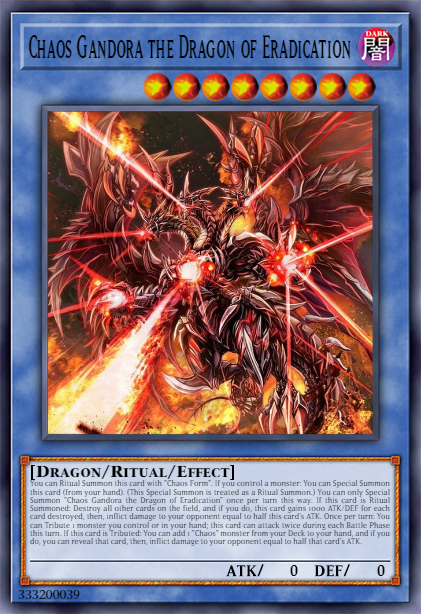 Chaos Gandora the Dragon of Eradication
DARK
闇
[Dragon/Ritual/Effect]
You can Ritual Summon this card with "Chaos Form". If you control a monster: You can Special Summon
this card (from your hand). (This Special Summon is treated as a Ritual Summon.) You can only Special
Summon "Chaos Gandora the Dragon of Eradication" once per turn this way. If this card is Ritual
Summoned: Destroy all other cards on the field, and if you do, this card gains 1000 ATK/DEF for each
card destroyed, then, inflict damage to your opponent equal to half this card's ATK. Once per turn: You
can Tribute 1 monster you control or in your hand; this card can attack twice during each Battle Phase
this turn. If this card is Tributed: You can add 1 "Chaos" monster from your Deck to your hand, and if you
do, you can reveal that card, then, inflict damage to your opponent equal to half that card's ATK.
ATK/ 0 DEF/ 0
333200039